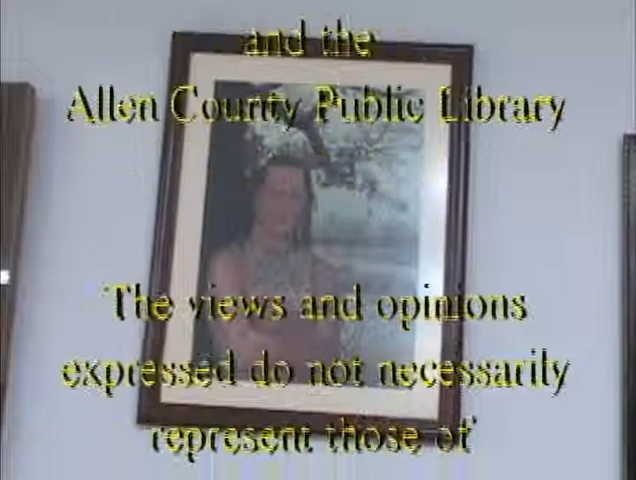 and the
Allen County Public Library
The views and opinions
expressed do not necessarily
represent those of